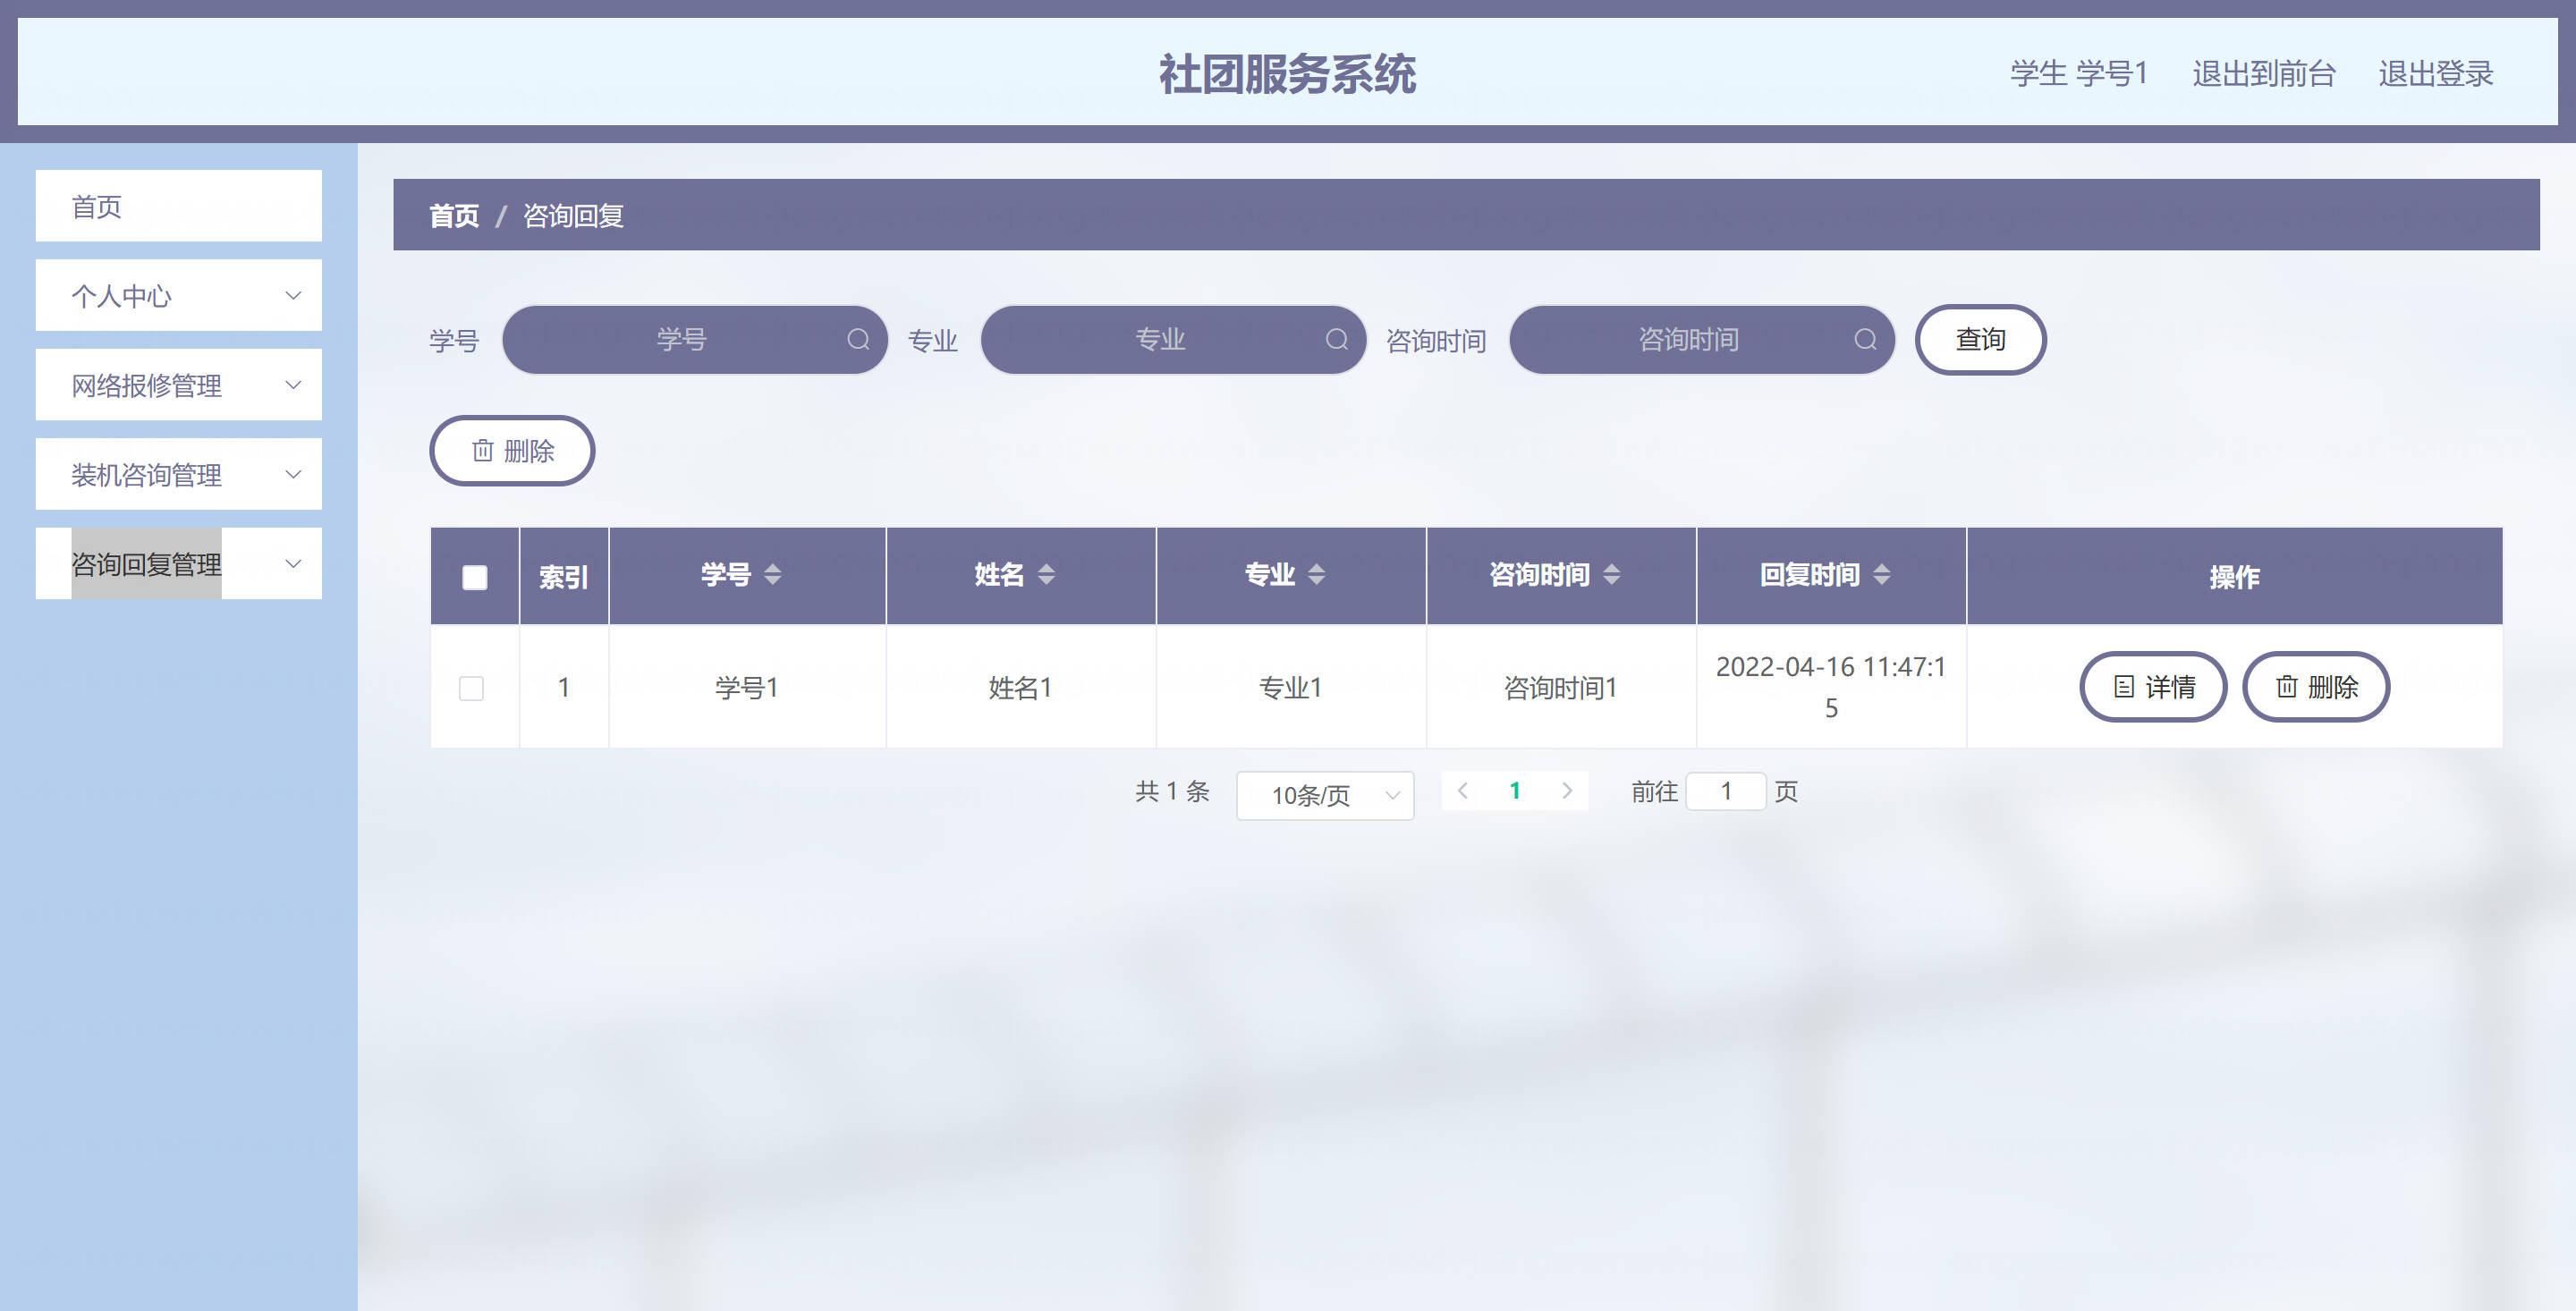 社团服务系统
学生 学号1 退出到前台 退出登录
首页
个人中心
网络报修管理
装机咨询管理
咨询回复管理
首页 / 咨询回复
学号 学号 专业 专业 咨询时间 咨询时间 查询
删除
索引 学号 姓名 专业 咨询时间 回复时间 操作
1 学号1 姓名1 专业1 咨询时间1 2022-04-16 11:47:1
5
详情 删除
共 1 条 10条/页 1 前往 1 页